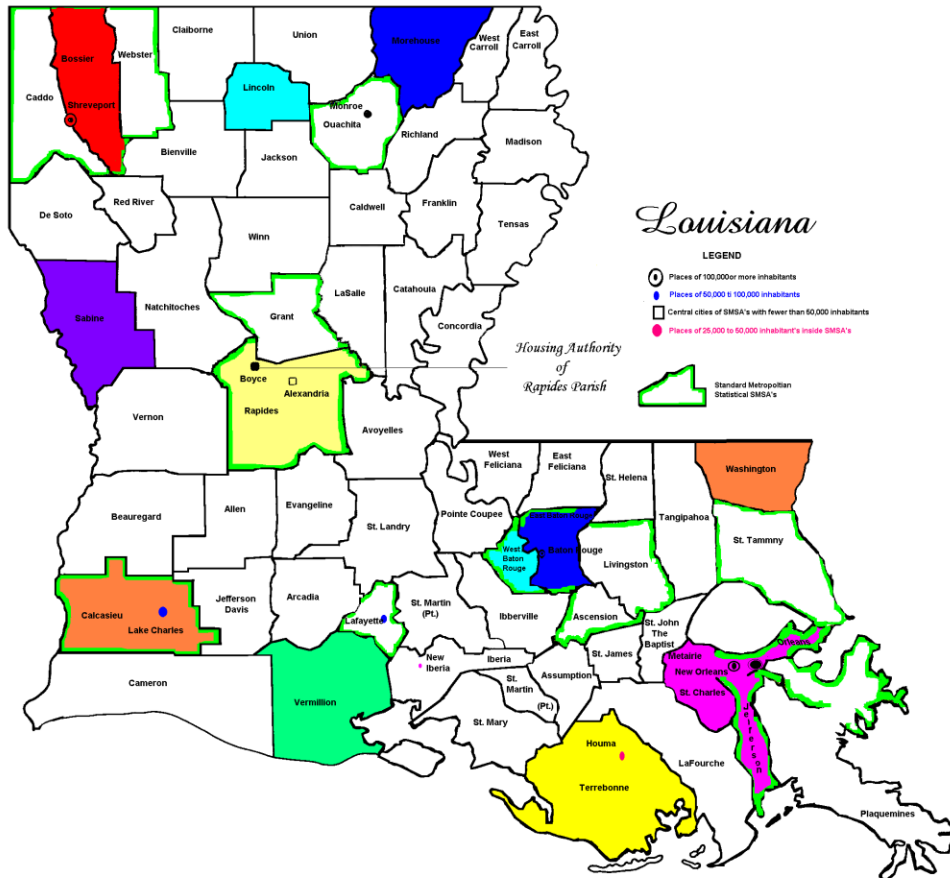 Claiborne
Union
West
Carroll
East
Carroll
Morehouse
Bossier
Webster
Lincoln
Caddo
Shreveport
Monroe
Ouachita
Richland
Madison
Bienville
Jackson
De Soto
Red River
Caldwell
Franklin
Tensas
Winn
Louisiana
LEGEND
Places of 100,000or more inhabitants
Places of 50,000 ti 100,000 inhabitants
Central cities of SMSA's with fewer than 50,000 inhabitants
Places of 25,000 to 50,000 inhabitant's inside SMSA's
Standard Metropoltian
Statistical SMSA's
Natchitoches
LaSalle
Catahoula
Sabine
Grant
Concordia
Housing Authority
of
Rapides Parish
Boyce
Alexandria
Rapides
Vernon
Avoyelles
West
Feliciana
East
Feliciana
St. Helena
Washington
Beauregard
Allen
Evangeline
St. Landry
Pointe Coupee
East Baton Rouge
Tangipahoa
St. Tammny
West
Baton
Rouge
Baton Rouge
Livingston
Calcasieu
Lake Charles
Jefferson
Davis
Arcadia
Lafayette
St. Martin
(Pt.)
Ibberville
Ascension
St. John
The
Baptist
Orleans
Metairie
New Orleans
St. Charles
Jefferson
New
Iberia
Iberia
Assumption
St. James
Cameron
Vermillion
St.
Martin
(Pt.)
St. Mary
Houma
Terrebonne
LaFourche
Plaquemines